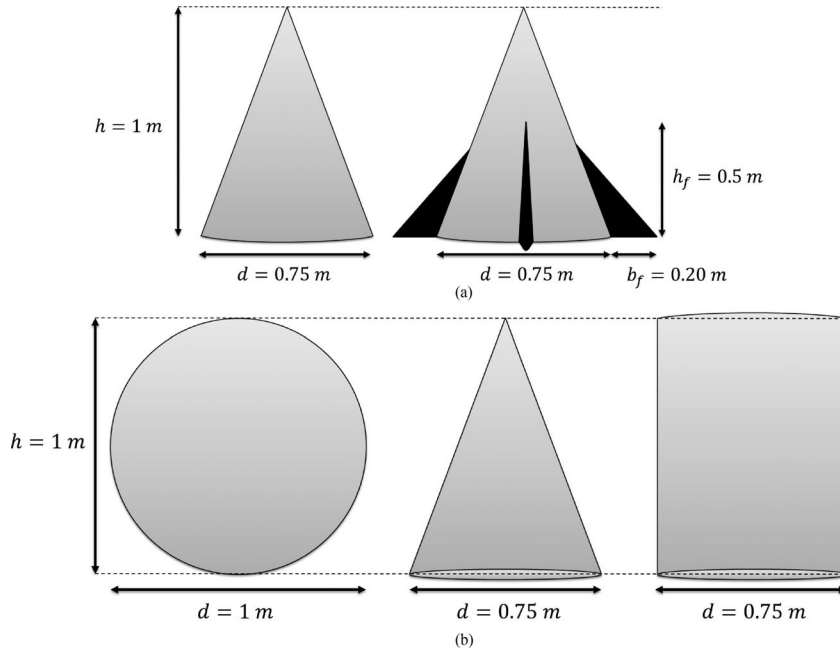 h = 1 m
h_f = 0.5 m
d = 0.75 m
d = 0.75 m
b_f = 0.20 m
(a)
h = 1 m
d = 1 m
d = 0.75 m
d = 0.75 m
(b)